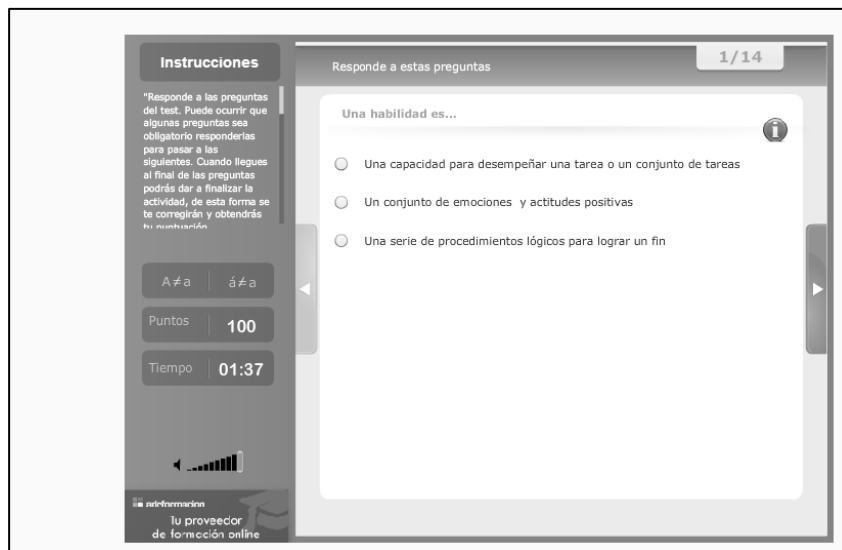 Instrucciones
"Responde a las preguntas
del test. Puede ocurrir que
algunas preguntas sea
obligatorio responderlas
para pasar a las
siguientes. Cuando llegues
al final de las preguntas
podrás dar a finalizar la
actividad, de esta forma se
te corregirán y obtendrás
tu puntuación
A≠a á≠a
Puntos 100
Tiempo 01:37
adrformacion
Tu proveedor
de formación online
Responde a estas preguntas
1/14
Una habilidad es...
Una capacidad para desempeñar una tarea o un conjunto de tareas
Un conjunto de emociones y actitudes positivas
Una serie de procedimientos lógicos para lograr un fin